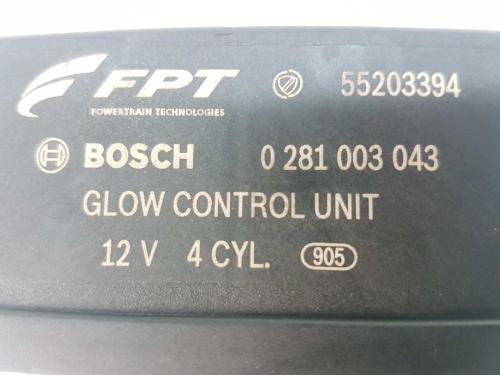 FPT 55203394
POWERTRAIN TECHNOLOGIES
BOSCH 0 281 003 043
GLOW CONTROL UNIT
12 V 4 CYL. 905